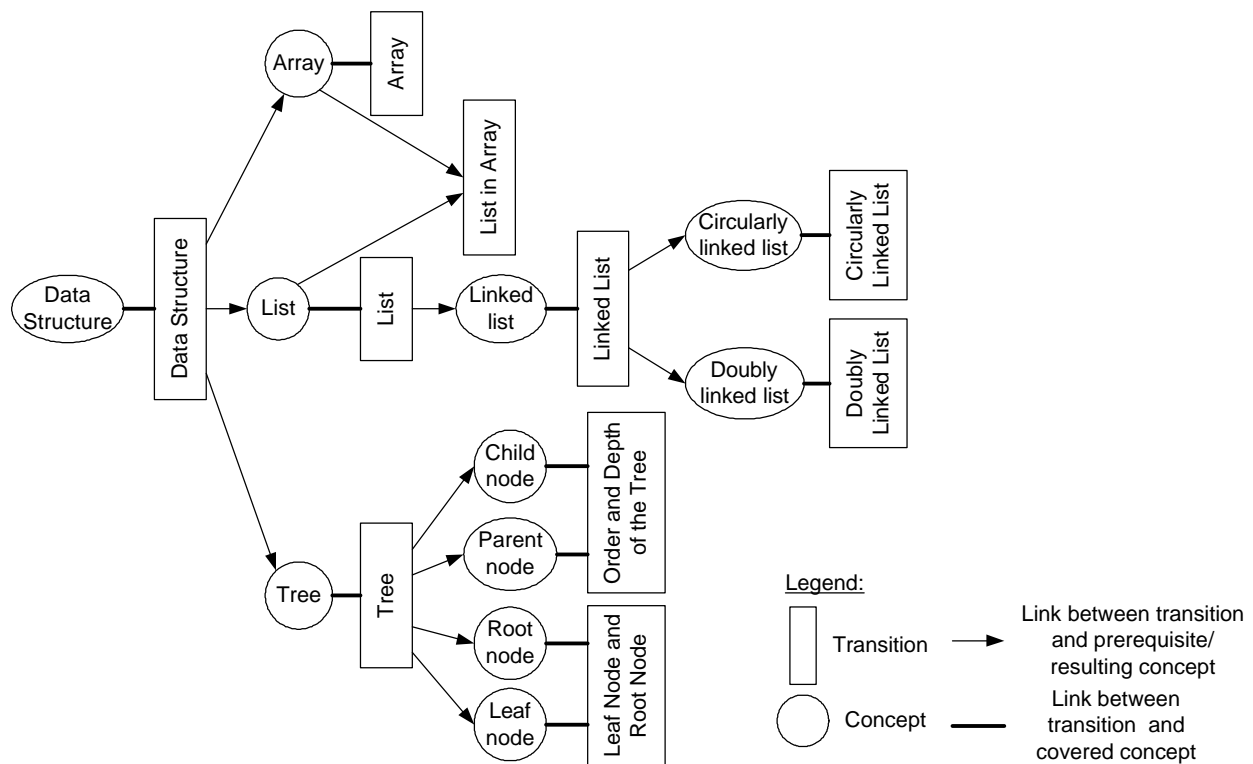 Array
Array
List in Array
Data
Structure
Data Structure
List
List
Linked
list
Linked List
Circularly
linked list
Circularly
Linked List
Doubly
linked list
Doubly
Linked List
Tree
Tree
Child
node
Parent
node
Order and Depth
of the Tree
Root
node
Leaf
node
Leaf Node and
Root Node
Legend:
Transition
Link between transition
and prerequisite/
resulting concept
Concept
Link between
transition and
covered concept